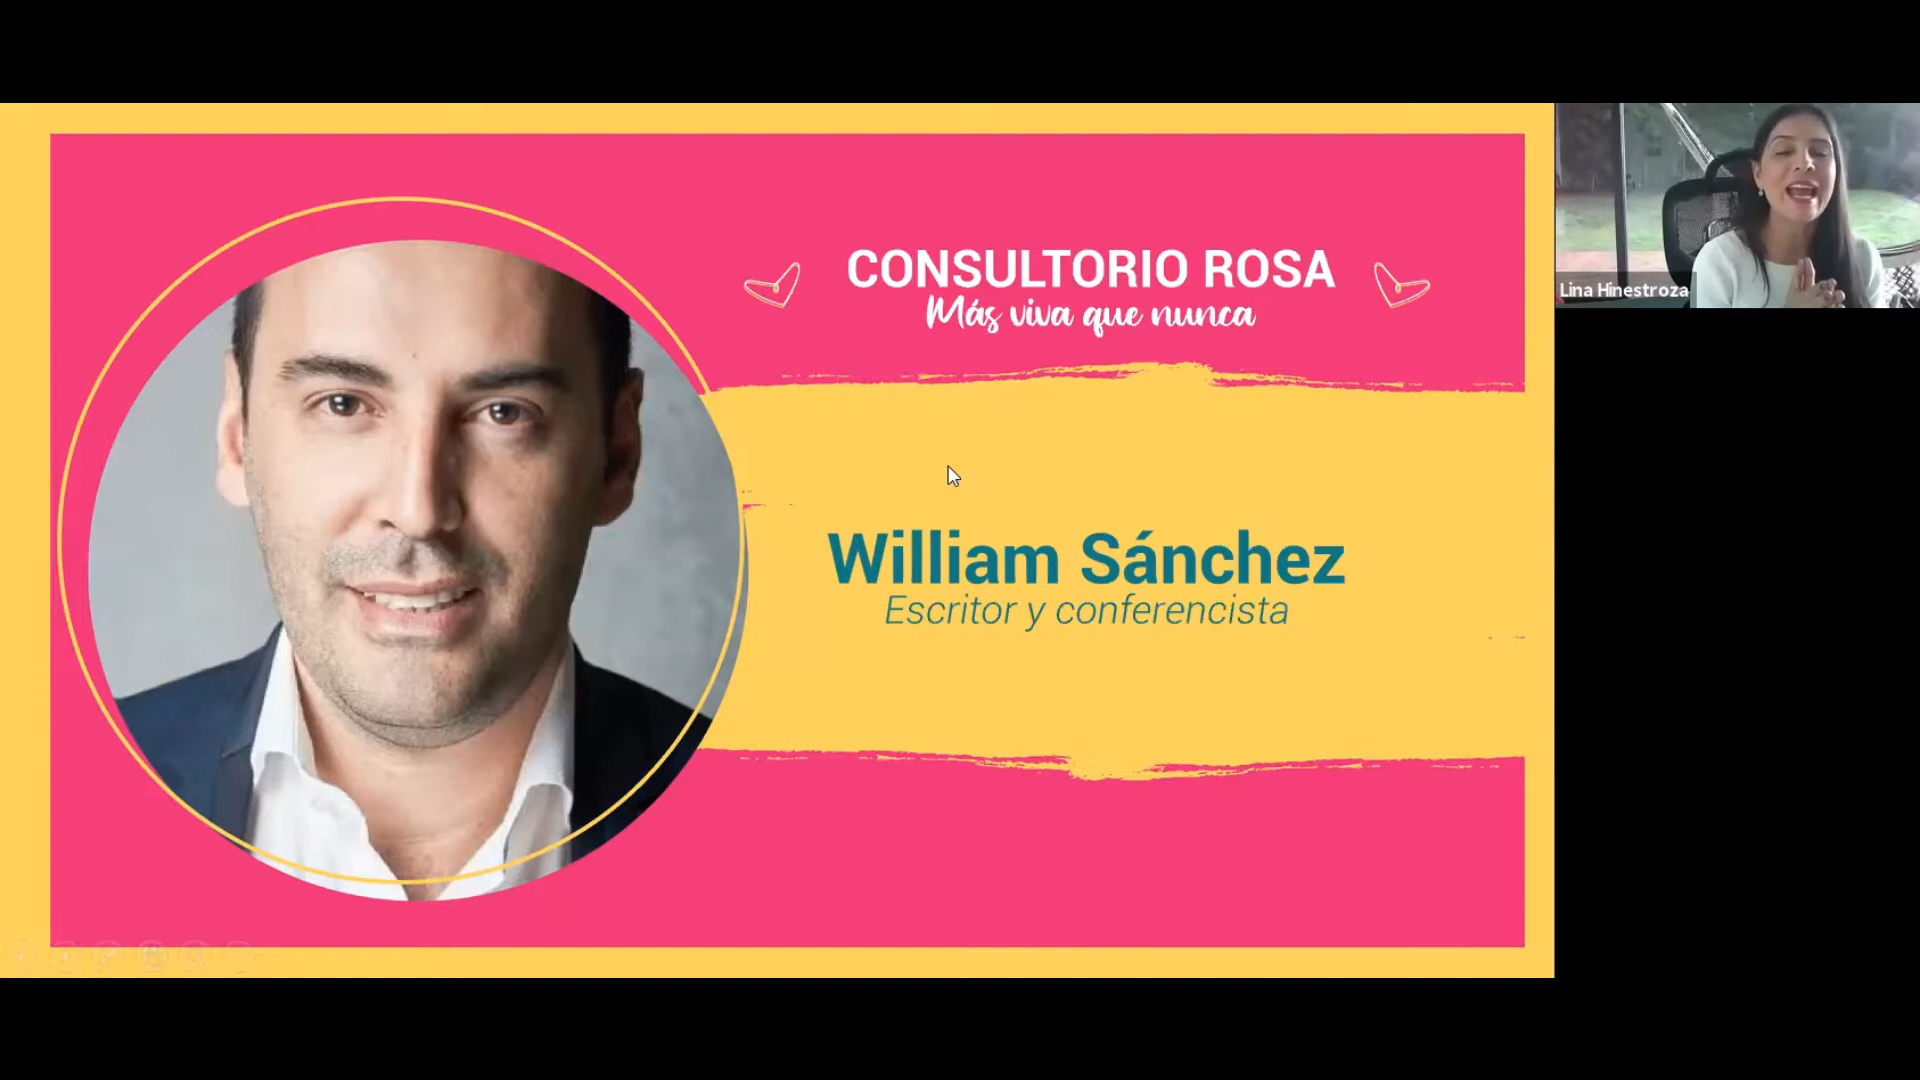 CONSULTORIO ROSA
Más viva que nunca
William Sánchez
Escritor y conferencista
Lina Hinestroza